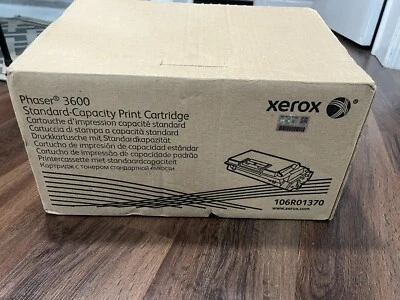 Phaser® 3600
Standard-Capacity Print Cartridge
Cartouche d'impression capacité standard
Cartuccia di stampa a capacità standard
Druckkartusche mit Standardkapazität
Cartucho de impresión de capacidad estándar
Cartucho de impressão de capacidade padrão
Printercassette met standaardcapaciteit
Картридж с тонером стандартной емкости
xerox
106R01370
www.xerox.com